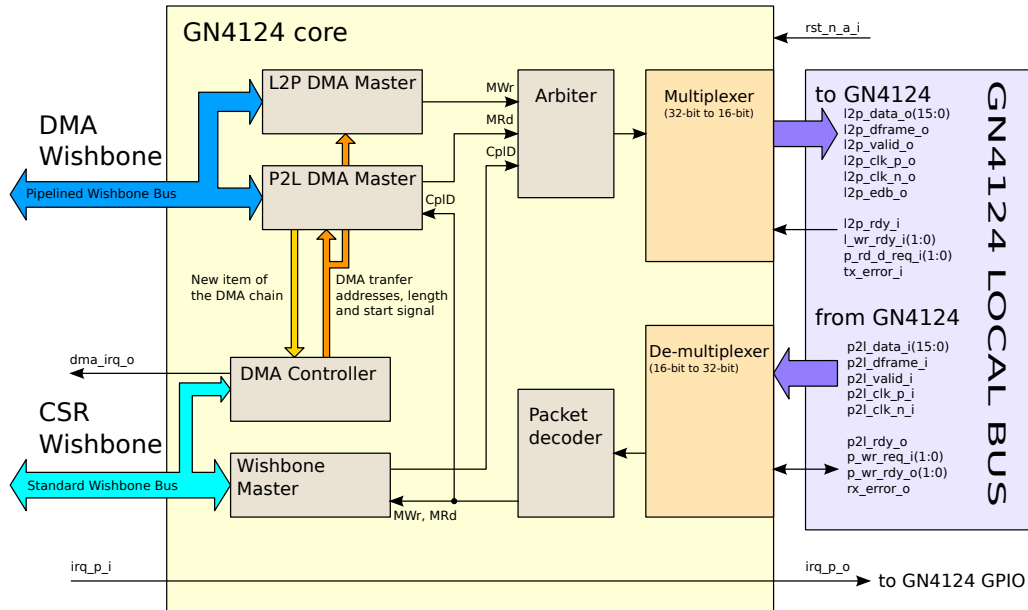 GN4124 core
rst_n_a_i
L2P DMA Master
MWr
Arbiter
Multiplexer
(32-bit to 16-bit)
to GN4124
l2p_data_o(15:0)
l2p_dframe_o
l2p_valid_o
l2p_clk_p_o
l2p_clk_n_o
l2p_edb_o
DMA
Wishbone
Pipelined Wishbone Bus
P2L DMA Master
MRd
CplD
CplD
l2p_rdy_i
l_wr_rdy_i(1:0)
p_rd_d_req_i(1:0)
tx_error_i
GN4124 LOCAL BUS
New item of
the DMA chain
DMA tranfer
addresses, length
and start signal
from GN4124
p2l_data_i(15:0)
p2l_dframe_i
p2l_valid_i
p2l_clk_p_i
p2l_clk_n_i
De-multiplexer
(16-bit to 32-bit)
dma_irq_o
DMA Controller
CSR
Wishbone
Standard Wishbone Bus
Packet
decoder
p2l_rdy_o
p_wr_req_i(1:0)
p_wr_rdy_o(1:0)
rx_error_o
Wishbone
Master
MWr, MRd
irq_p_i
irq_p_o
to GN4124 GPIO